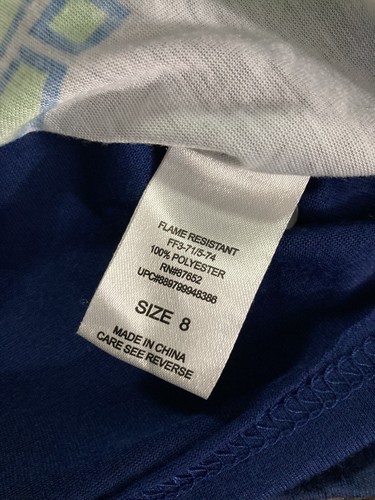 FLAME RESISTANT
FF3-71/5-74
100% POLYESTER
RN#87652
UPC#889799948388
SIZE 8
MADE IN CHINA
CARE SEE REVERSE